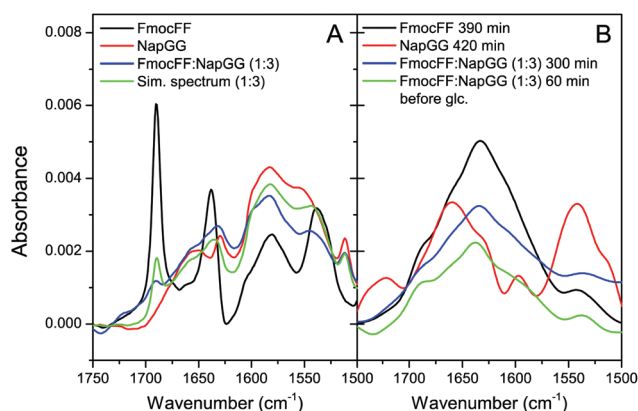 0.008
0.006
0.004
0.002
0.000
Absorbance
FmocFF
NapGG
FmocFF:NapGG (1:3)
Sim. spectrum (1:3)
A
1750
1700
1650
1600
1550
1500
Wavenumber (cm⁻¹)
FmocFF 390 min
NapGG 420 min
FmocFF:NapGG (1:3) 300 min
FmocFF:NapGG (1:3) 60 min
before glc.
B
1700
1650
1600
1550
1500
Wavenumber (cm⁻¹)